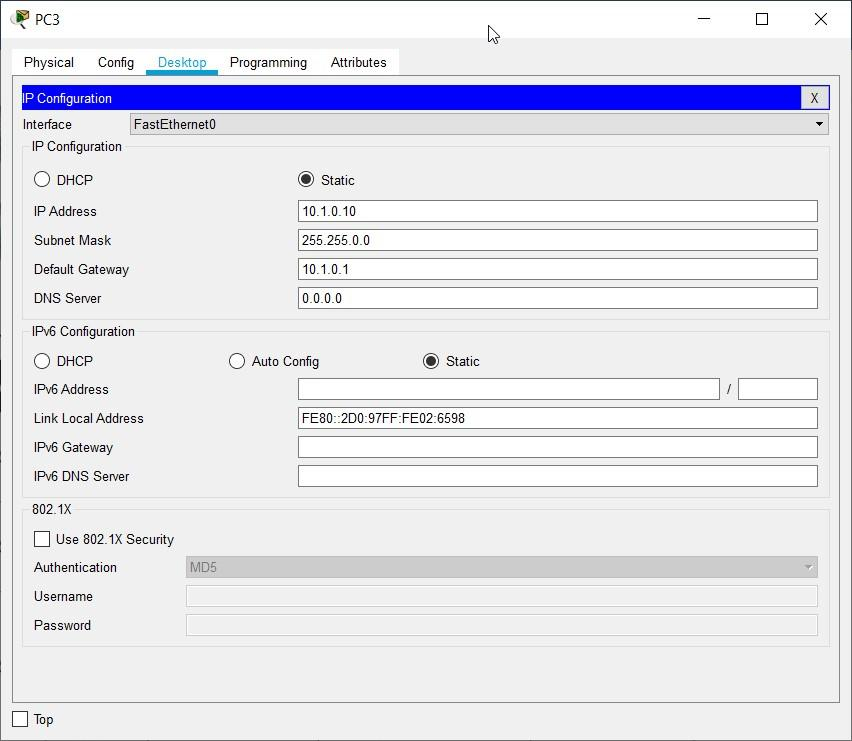 PC3
Physical Config Desktop Programming Attributes
IP Configuration X
Interface FastEthernet0
IP Configuration
DHCP Static
IP Address 10.1.0.10
Subnet Mask 255.255.0.0
Default Gateway 10.1.0.1
DNS Server 0.0.0.0
IPv6 Configuration
DHCP Auto Config Static
IPv6 Address /
Link Local Address FE80::2D0:97FF:FE02:6598
IPv6 Gateway
IPv6 DNS Server
802.1X
Use 802.1X Security
Authentication MD5
Username
Password
Top